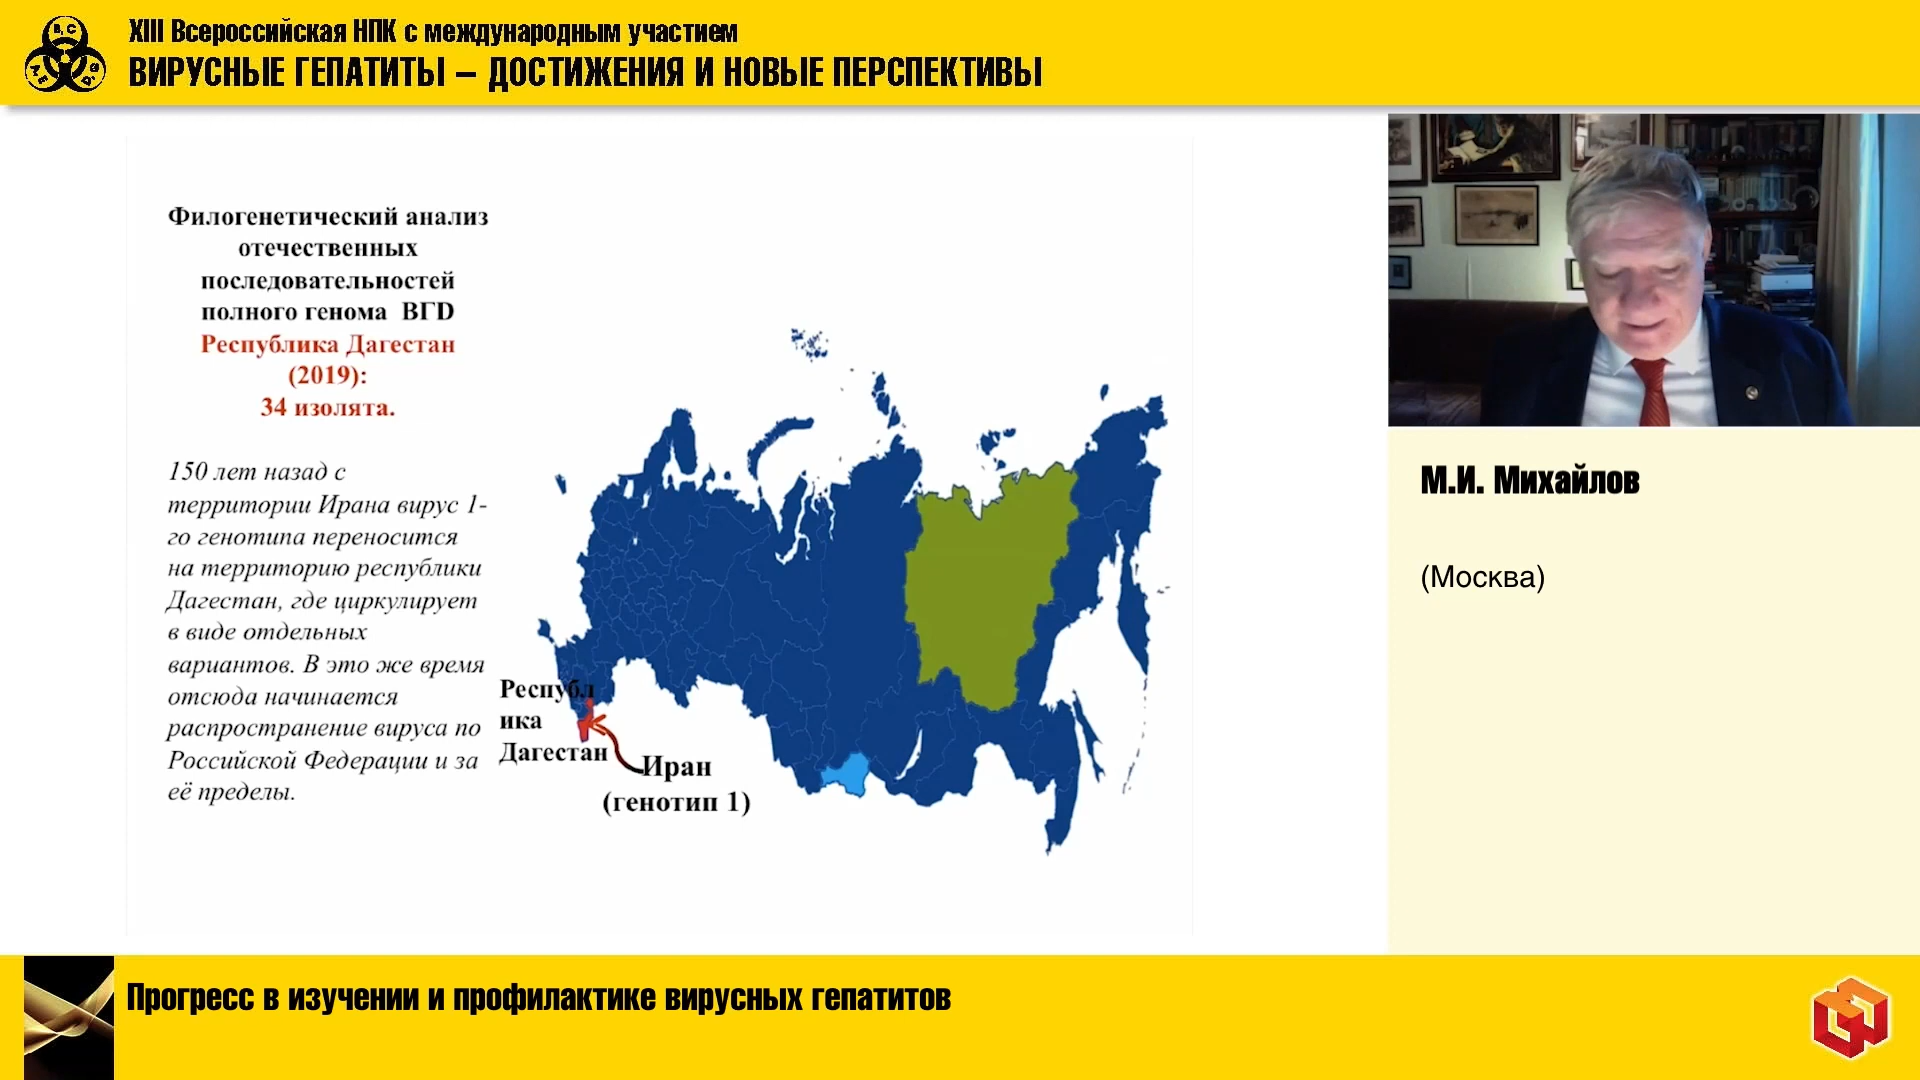 XIII Всероссийская НПК с международным участием
ВИРУСНЫЕ ГЕПАТИТЫ – ДОСТИЖЕНИЯ И НОВЫЕ ПЕРСПЕКТИВЫ
B, C
Филогенетический анализ
отечественных
последовательностей
полного генома ВГD
Республика Дагестан
(2019):
34 изолята.
150 лет назад с
территории Ирана вирус 1-
го генотипа переносится
на территорию республики
Дагестан, где циркулирует
в виде отдельных
вариантов. В это же время
отсюда начинается
распространение вируса по
Российской Федерации и за
её пределы.
Республ
ика
Дагестан
Иран
(генотип 1)
М.И. Михайлов
(Москва)
Прогресс в изучении и профилактике вирусных гепатитов